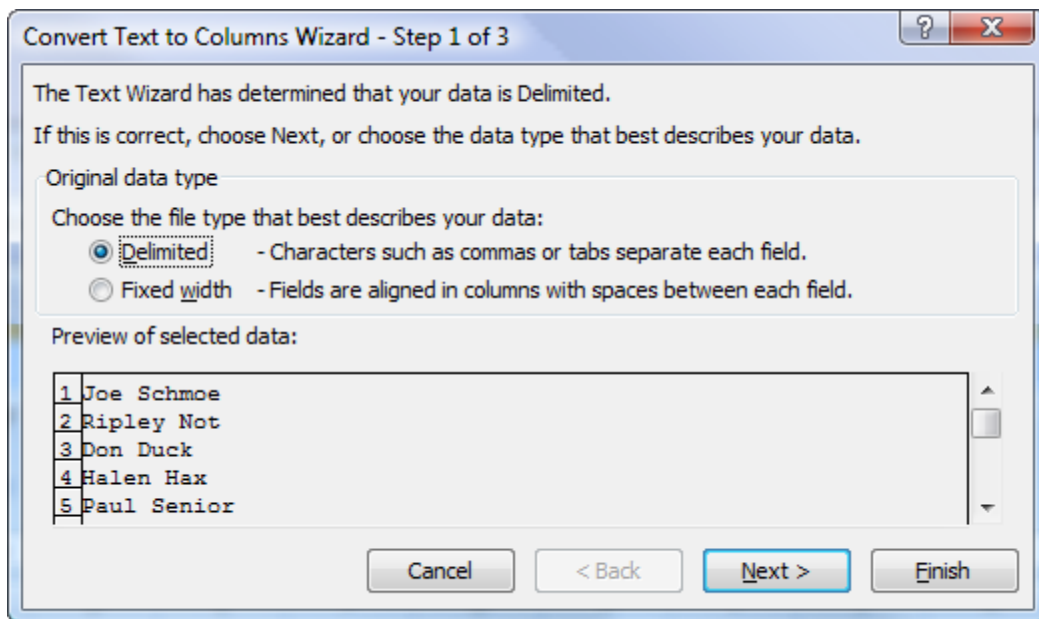 Convert Text to Columns Wizard - Step 1 of 3
?
The Text Wizard has determined that your data is Delimited.
If this is correct, choose Next, or choose the data type that best describes your data.
Original data type
Choose the file type that best describes your data:
Delimited - Characters such as commas or tabs separate each field.
Fixed width - Fields are aligned in columns with spaces between each field.
Preview of selected data:
1 Joe Schmoe
2 Ripley Not
3 Don Duck
4 Halen Hax
5 Paul Senior
Cancel < Back Next > Finish